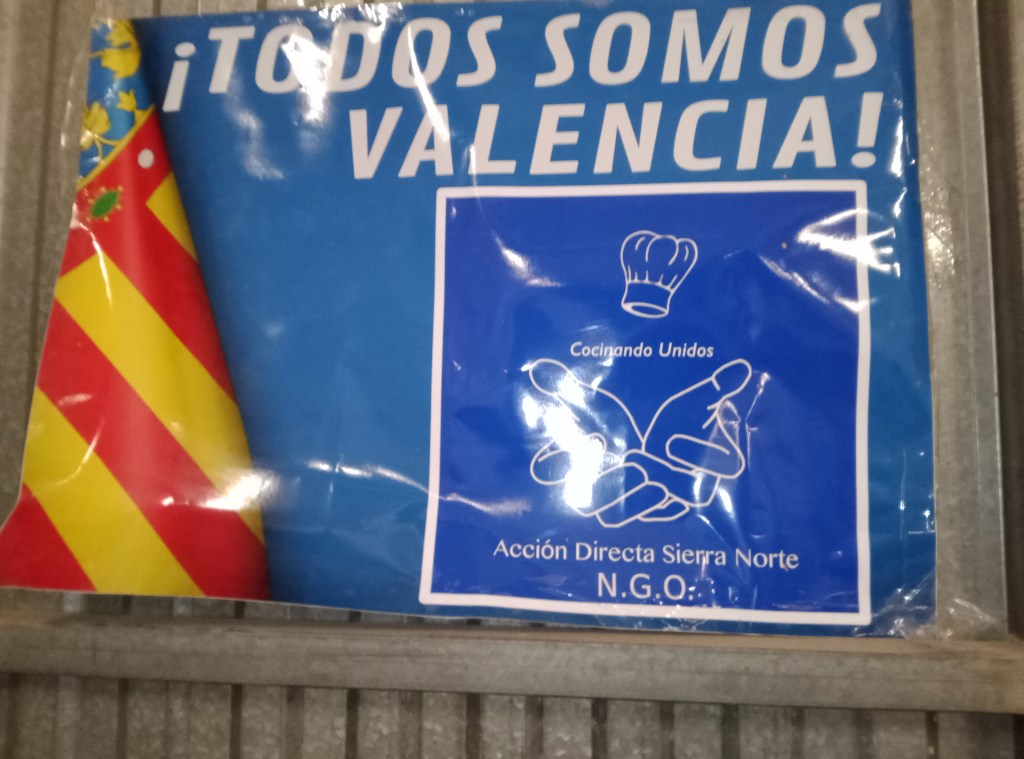 ¡TODOS SOMOS
VALENCIA!
Cocinando Unidos
Acción Directa Sierra Norte
N.G.O.